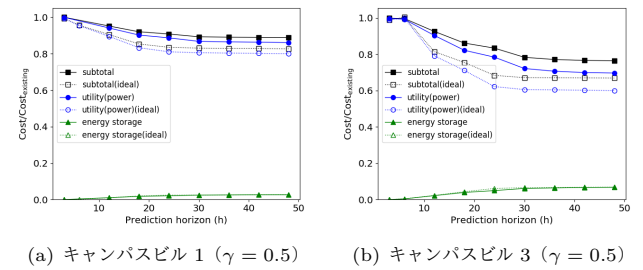 Cost/Cost_existing
1.0
0.8
0.6
0.4
0.2
0.0
subtotal
subtotal(ideal)
utility(power)
utility(power)(ideal)
energy storage
energy storage(ideal)
10 20 30 40 50
Prediction horizon (h)
(a) キャンパスビル 1（γ = 0.5）
Cost/Cost_existing
1.0
0.8
0.6
0.4
0.2
0.0
subtotal
subtotal(ideal)
utility(power)
utility(power)(ideal)
energy storage
energy storage(ideal)
10 20 30 40 50
Prediction horizon (h)
(b) キャンパスビル 3（γ = 0.5）